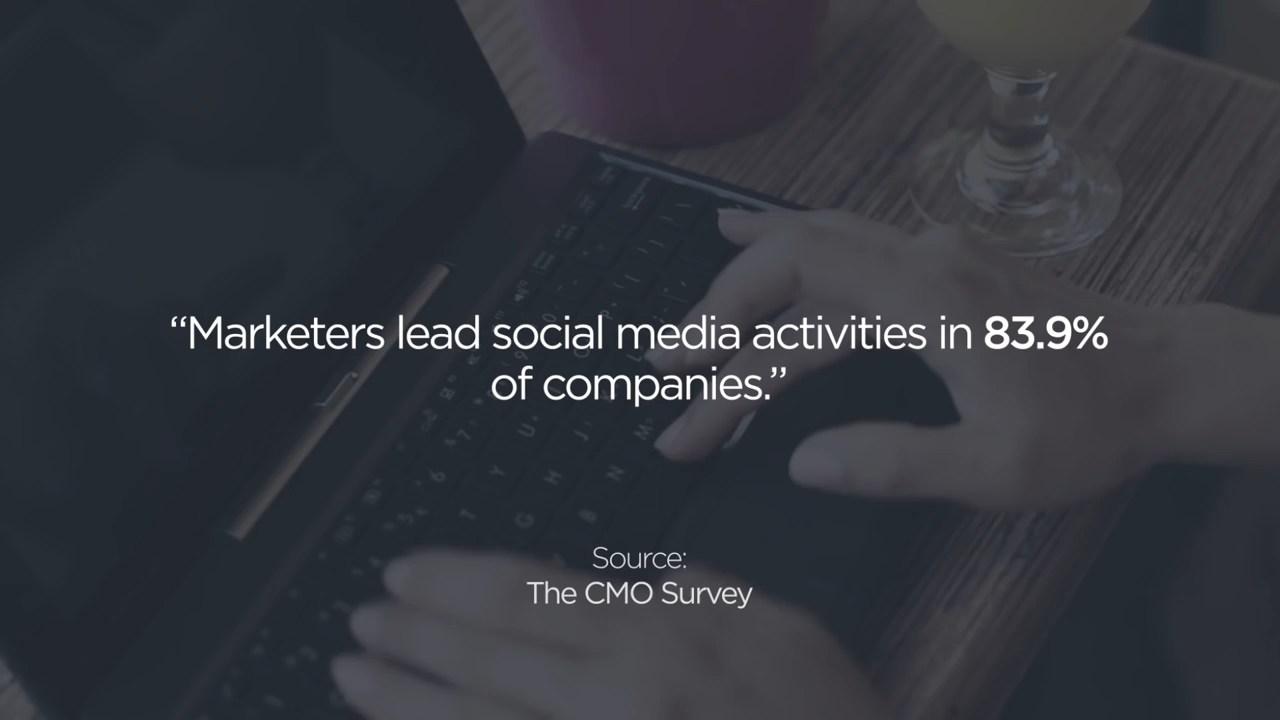 “Marketers lead social media activities in 83.9%
of companies.”
Source:
The CMO Survey